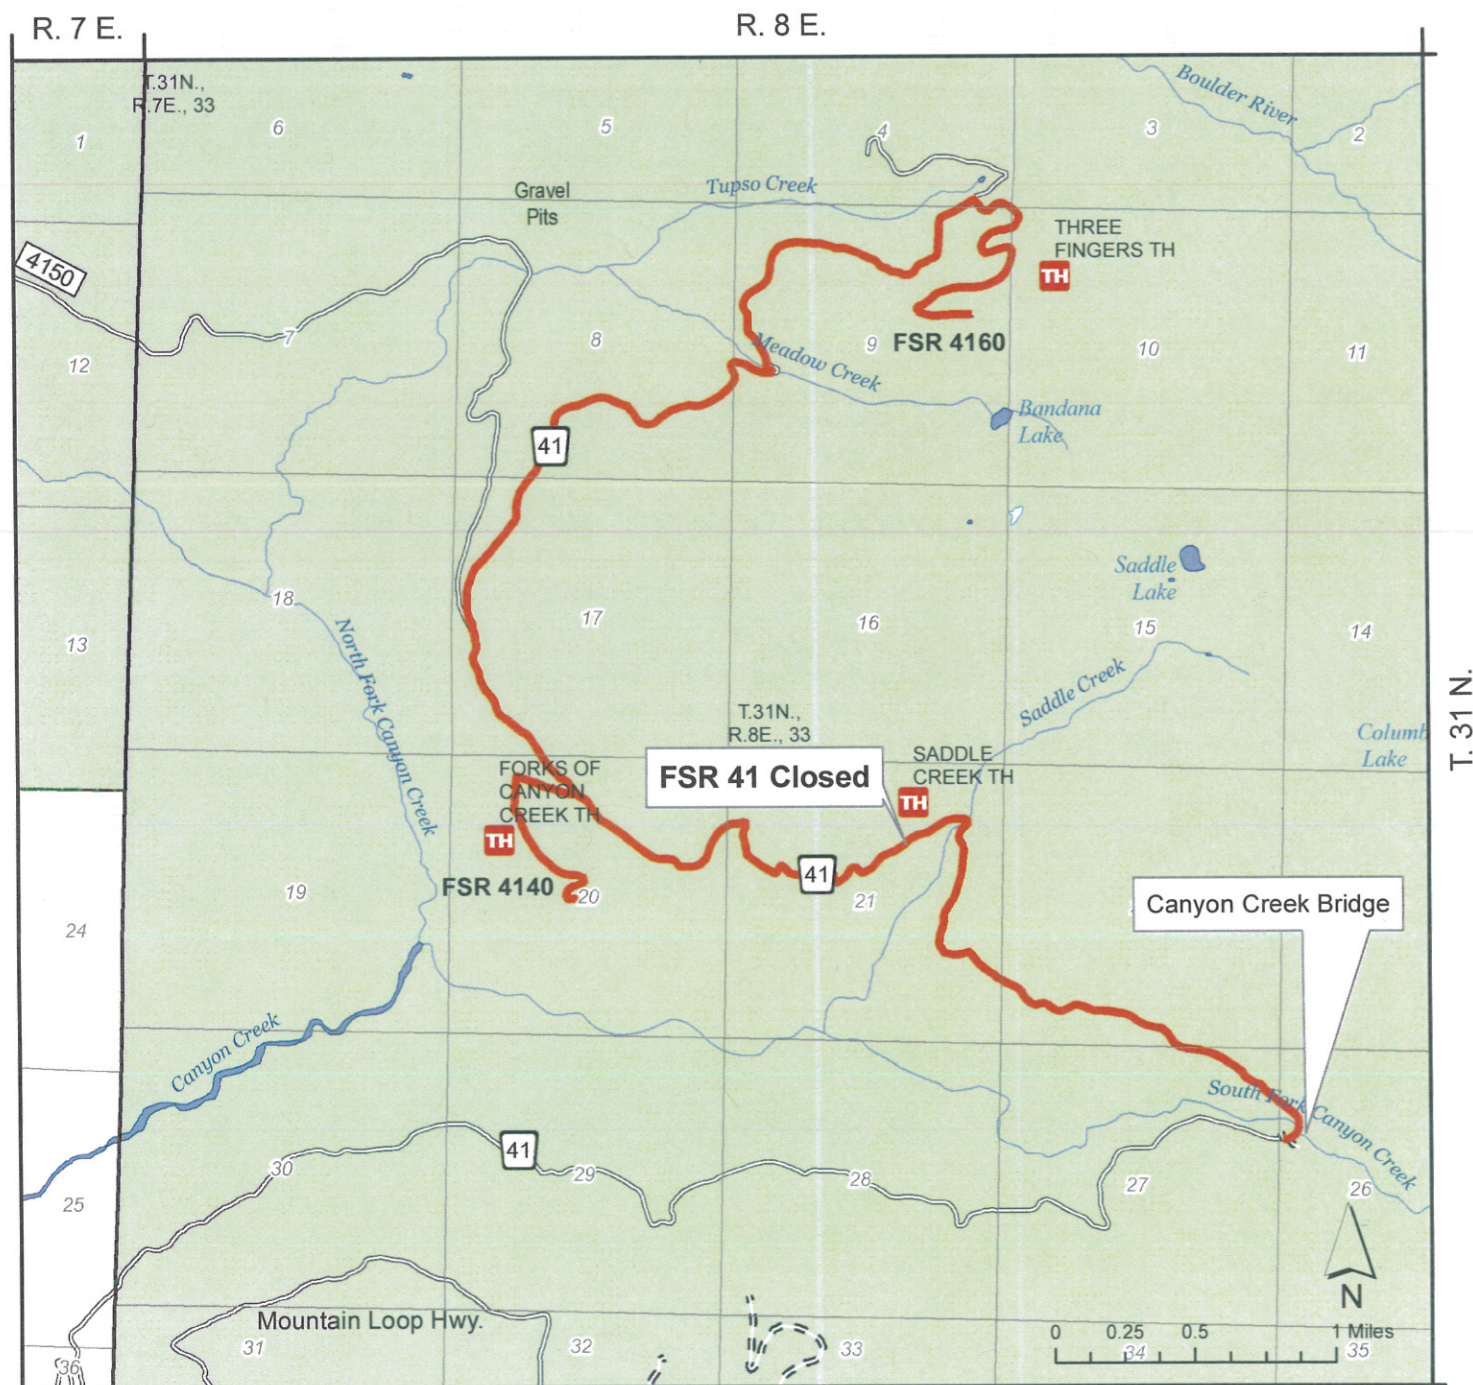 R. 7 E.
R. 8 E.
T.31N.,
R.7E., 33
1
6
5
4
3
2
Boulder River
Gravel
Pits
Tupso Creek
THREE
FINGERS TH
TH
4150
12
7
8
9
FSR 4160
10
11
Meadow Creek
Bandana
Lake
41
Saddle
Lake
13
18
17
16
15
14
North Fork Canyon Creek
Saddle Creek
T. 31 N.
T.31N.,
R.8E., 33
Columb
Lake
FSR 41 Closed
SADDLE
CREEK TH
TH
FORKS OF
CANYON
CREEK TH
TH
FSR 4140
41
24
19
20
21
Canyon Creek Bridge
Canyon Creek
South Fork Canyon Creek
41
25
30
29
28
27
26
N
Mountain Loop Hwy.
0 0.25 0.5 1 Miles
36
31
32
33
34
35